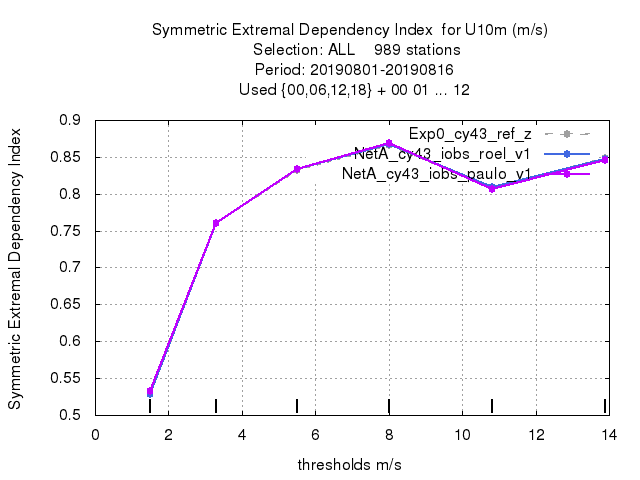 Symmetric Extremal Dependency Index  for U10m (m/s)
Selection: ALL    989 stations
Period: 20190801-20190816
Used {00,06,12,18} + 00 01 ... 12
Exp0_cy43_ref_z
NetA_cy43_iobs_roel_v1
NetA_cy43_iobs_paulo_v1
Symmetric Extremal Dependency Index
0.9
0.85
0.8
0.75
0.7
0.65
0.6
0.55
0.5
0 2 4 6 8 10 12 14
thresholds m/s